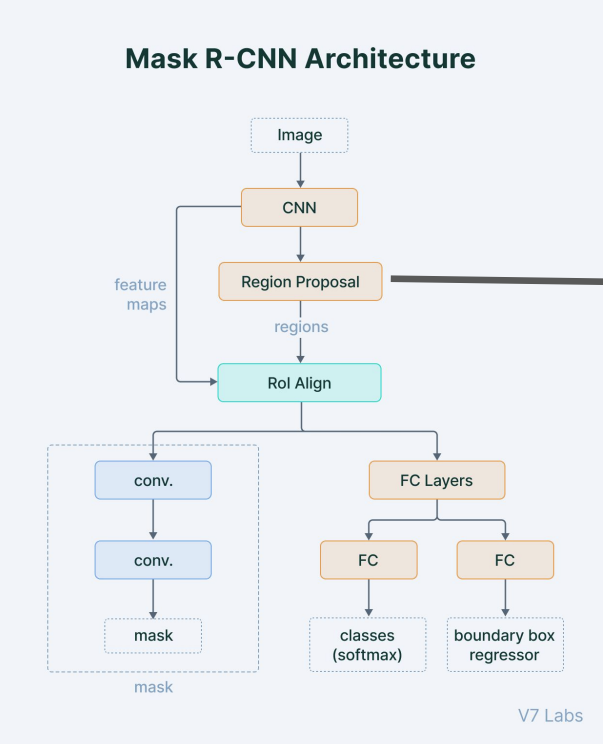 Mask R-CNN Architecture
Image
CNN
Region Proposal
feature
maps
regions
RoI Align
conv.
FC Layers
conv.
FC
FC
mask
classes
(softmax)
boundary box
regressor
mask
V7 Labs